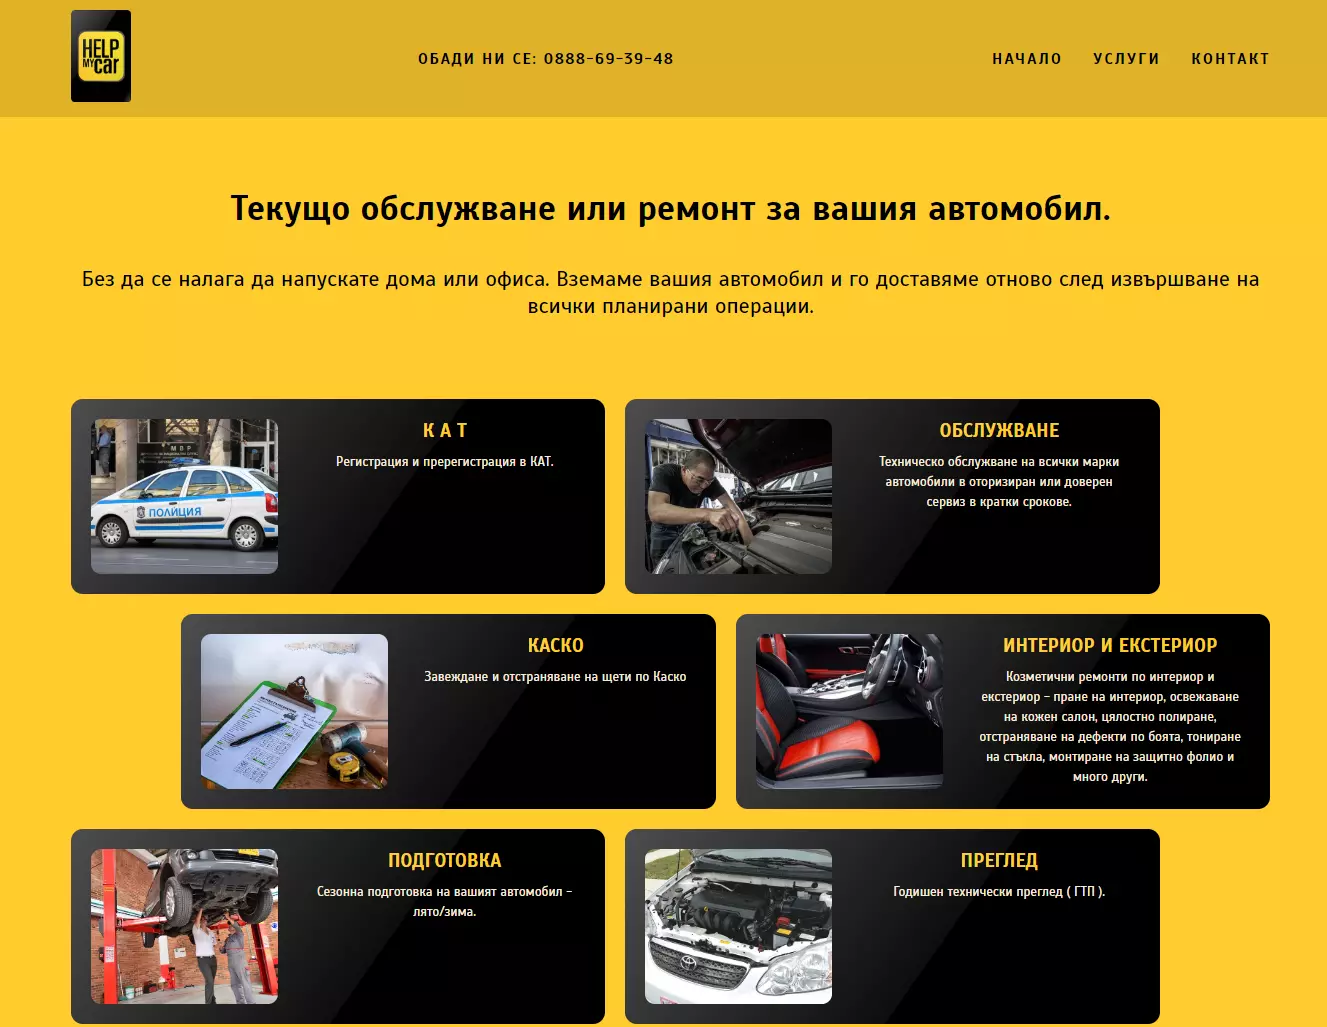 HELP
MY car
ОБАДИ НИ СЕ: 0888-69-39-48
НАЧАЛО УСЛУГИ КОНТАКТ
Текущо обслужване или ремонт за вашия автомобил.
Без да се налага да напускате дома или офиса. Вземаме вашия автомобил и го доставяме отново след извършване на
всички планирани операции.
МВР
ПОЛИЦИЯ
К А Т
Регистрация и пререгистрация в КАТ.
ОБСЛУЖВАНЕ
Техническо обслужване на всички марки
автомобили в оторизиран или доверен
сервиз в кратки срокове.
КАСКО
Завеждане и отстраняване на щети по Каско
ИНТЕРИОР И ЕКСТЕРИОР
Козметични ремонти по интериор и
екстериор - пране на интериор, освежаване
на кожен салон, цялостно полиране,
отстраняване на дефекти по боята, тониране
на стъкла, монтиране на защитно фолио и
много други.
ПОДГОТОВКА
Сезонна подготовка на вашият автомобил -
лято/зима.
ПРЕГЛЕД
Годишен технически преглед ( ГТП ).